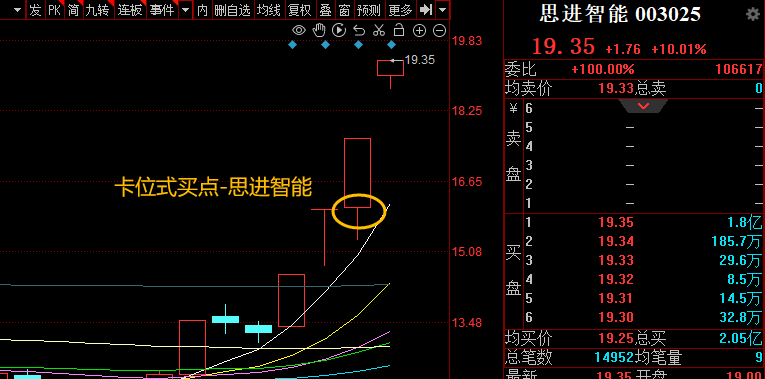 发 PK 简 九转 连板 事件 内 删自选 均线 复权 叠 窗 预测 更多
思进智能 003025
19.35 +1.76 +10.01%
委比 +100.00% 106617
均卖价 19.33 总卖 0
19.83
19.35
18.25
16.65
15.08
13.48
卡位式买点-思进智能
¥ 6 —
卖盘
5 —
4 —
3 —
2 —
1 —
买盘
1 19.35 1.8亿
2 19.34 185.7万
3 19.33 29.6万
4 19.32 8.5万
5 19.31 14.5万
6 19.30 32.8万
均买价 19.25 总买 2.05亿
总笔数 14952 均笔量 9
最新 19.35 开盘 19.00